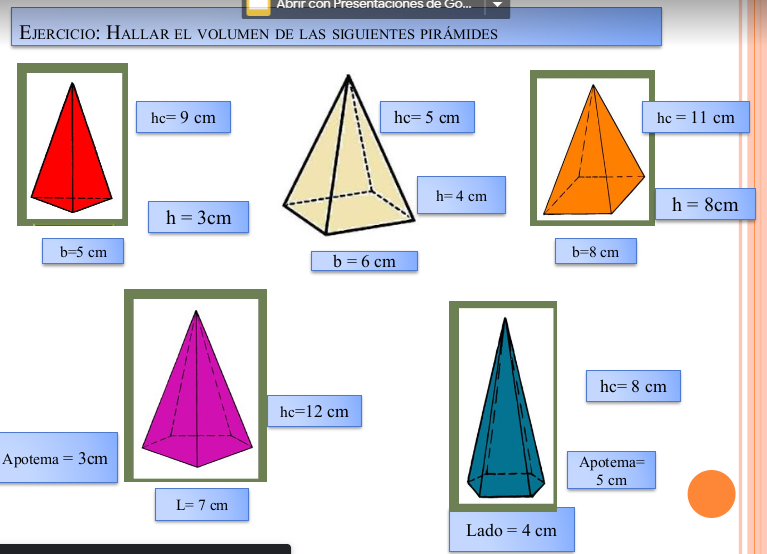 Abrir con Presentaciones de Go...
EJERCICIO: HALLAR EL VOLUMEN DE LAS SIGUIENTES PIRÁMIDES
hc= 9 cm
h = 3cm
b=5 cm
hc= 5 cm
h= 4 cm
b = 6 cm
hc = 11 cm
h = 8cm
b=8 cm
hc=12 cm
Apotema = 3cm
L= 7 cm
hc= 8 cm
Apotema=
5 cm
Lado = 4 cm